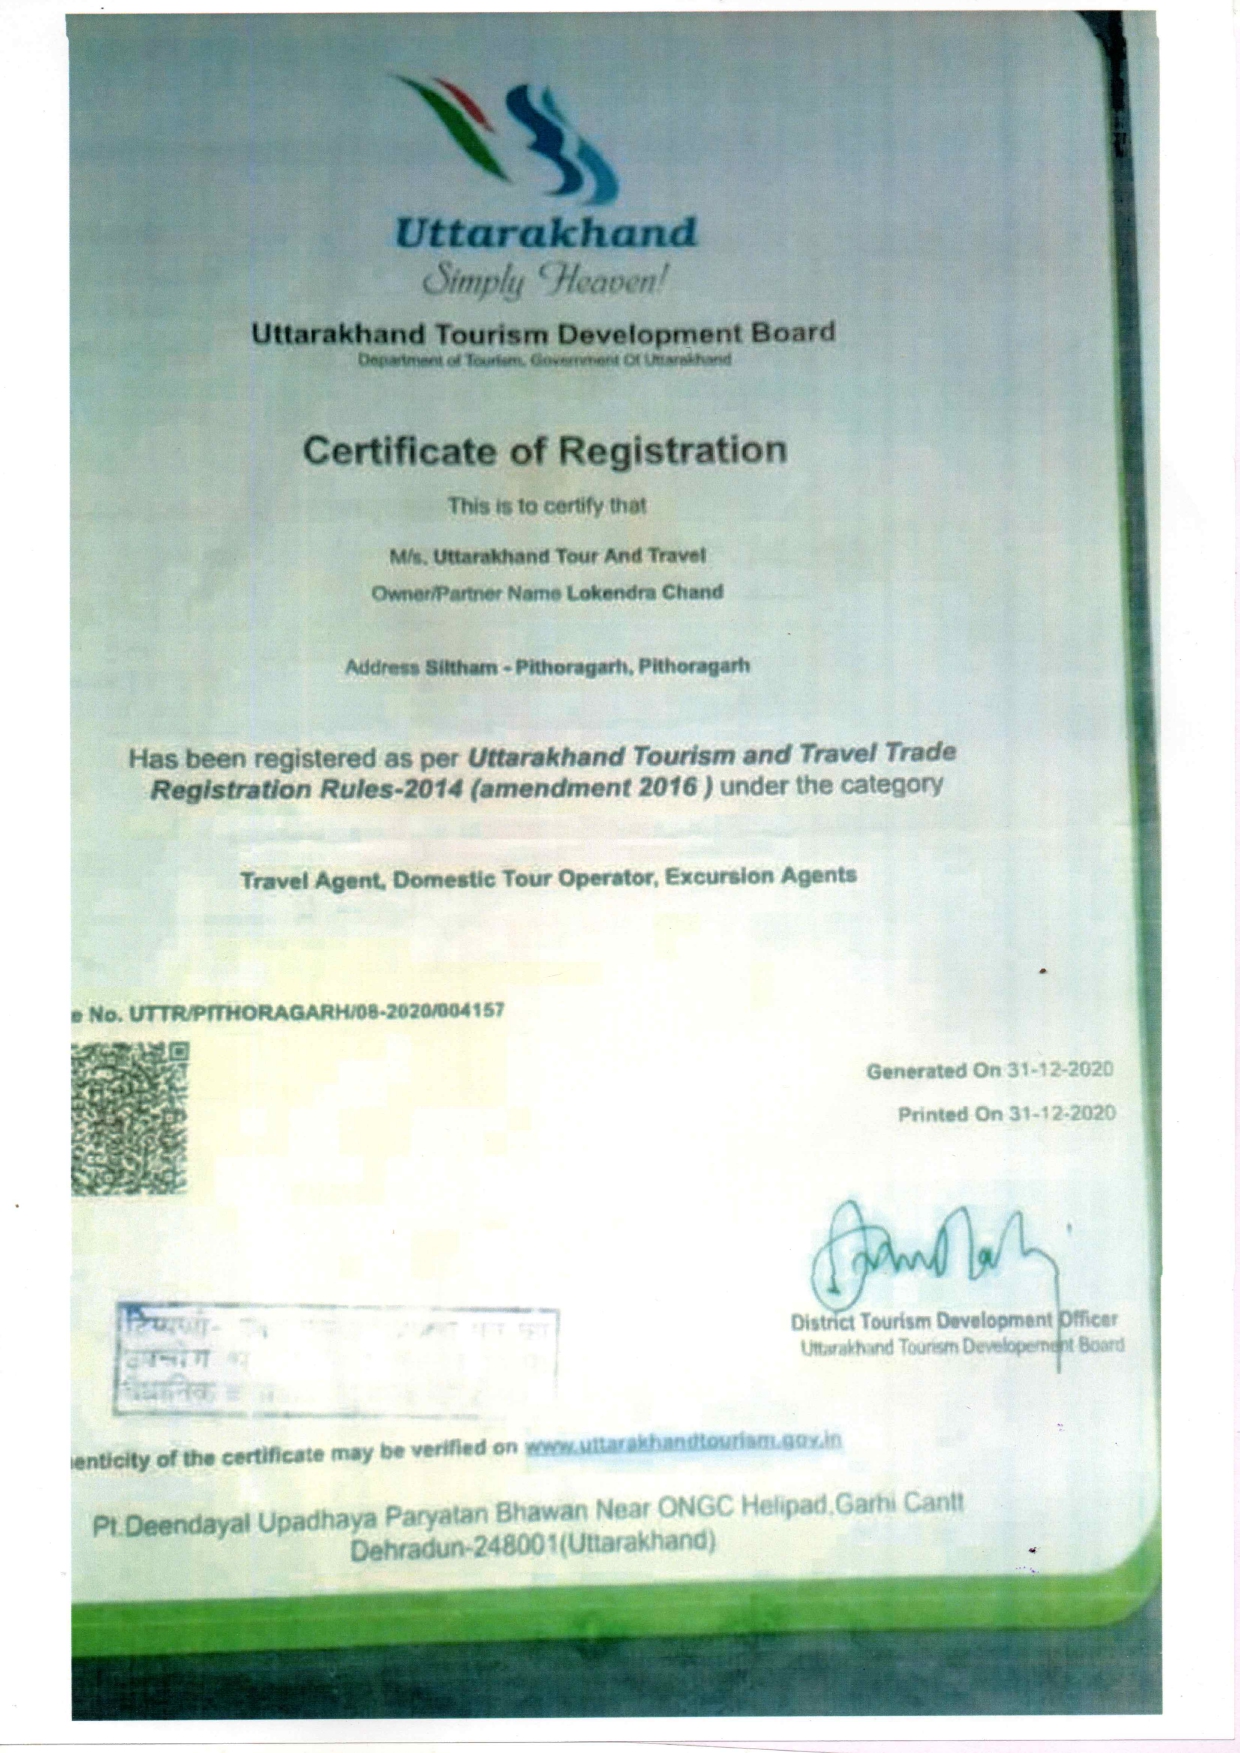 Uttarakhand
Simply Heaven!
Uttarakhand Tourism Development Board
Department of Tourism, Government Of Uttarakhand
Certificate of Registration
This is to certify that
M/s. Uttarakhand Tour And Travel
Owner/Partner Name Lokendra Chand
Address Siltham - Pithoragarh, Pithoragarh
Has been registered as per Uttarakhand Tourism and Travel Trade
Registration Rules-2014 (amendment 2016 ) under the category
Travel Agent, Domestic Tour Operator, Excursion Agents
e No. UTTR/PITHORAGARH/08-2020/004157
Generated On 31-12-2020
Printed On 31-12-2020
District Tourism Development Officer
Uttarakhand Tourism Developement Board
टिप्पणी-
उपयोग
enticity of the certificate may be verified on www.uttarakhandtourism.gov.in
Pt.Deendayal Upadhaya Paryatan Bhawan Near ONGC Helipad,Garhi Cantt
Dehradun-248001(Uttarakhand)